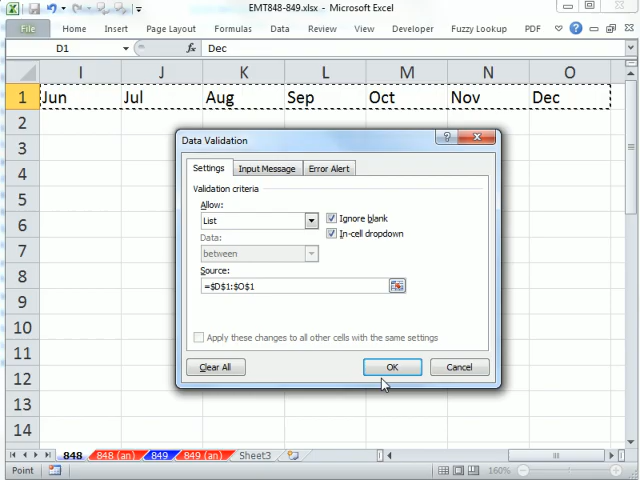 EMT848-849.xlsx - Microsoft Excel
File Home Insert Page Layout Formulas Data Review View Developer Fuzzy Lookup PDF
D1 fx Dec
I J K L M N O
1 Jun Jul Aug Sep Oct Nov Dec
2
3
4
5
6
7
8
9
10
11
12
13
14
Data Validation
Settings Input Message Error Alert
Validation criteria
Allow:
List
Ignore blank
Data:
In-cell dropdown
between
Source:
=$D$1:$O$1
Apply these changes to all other cells with the same settings
Clear All OK Cancel
848 848 (an) 849 849 (an) Sheet3
Point 160%